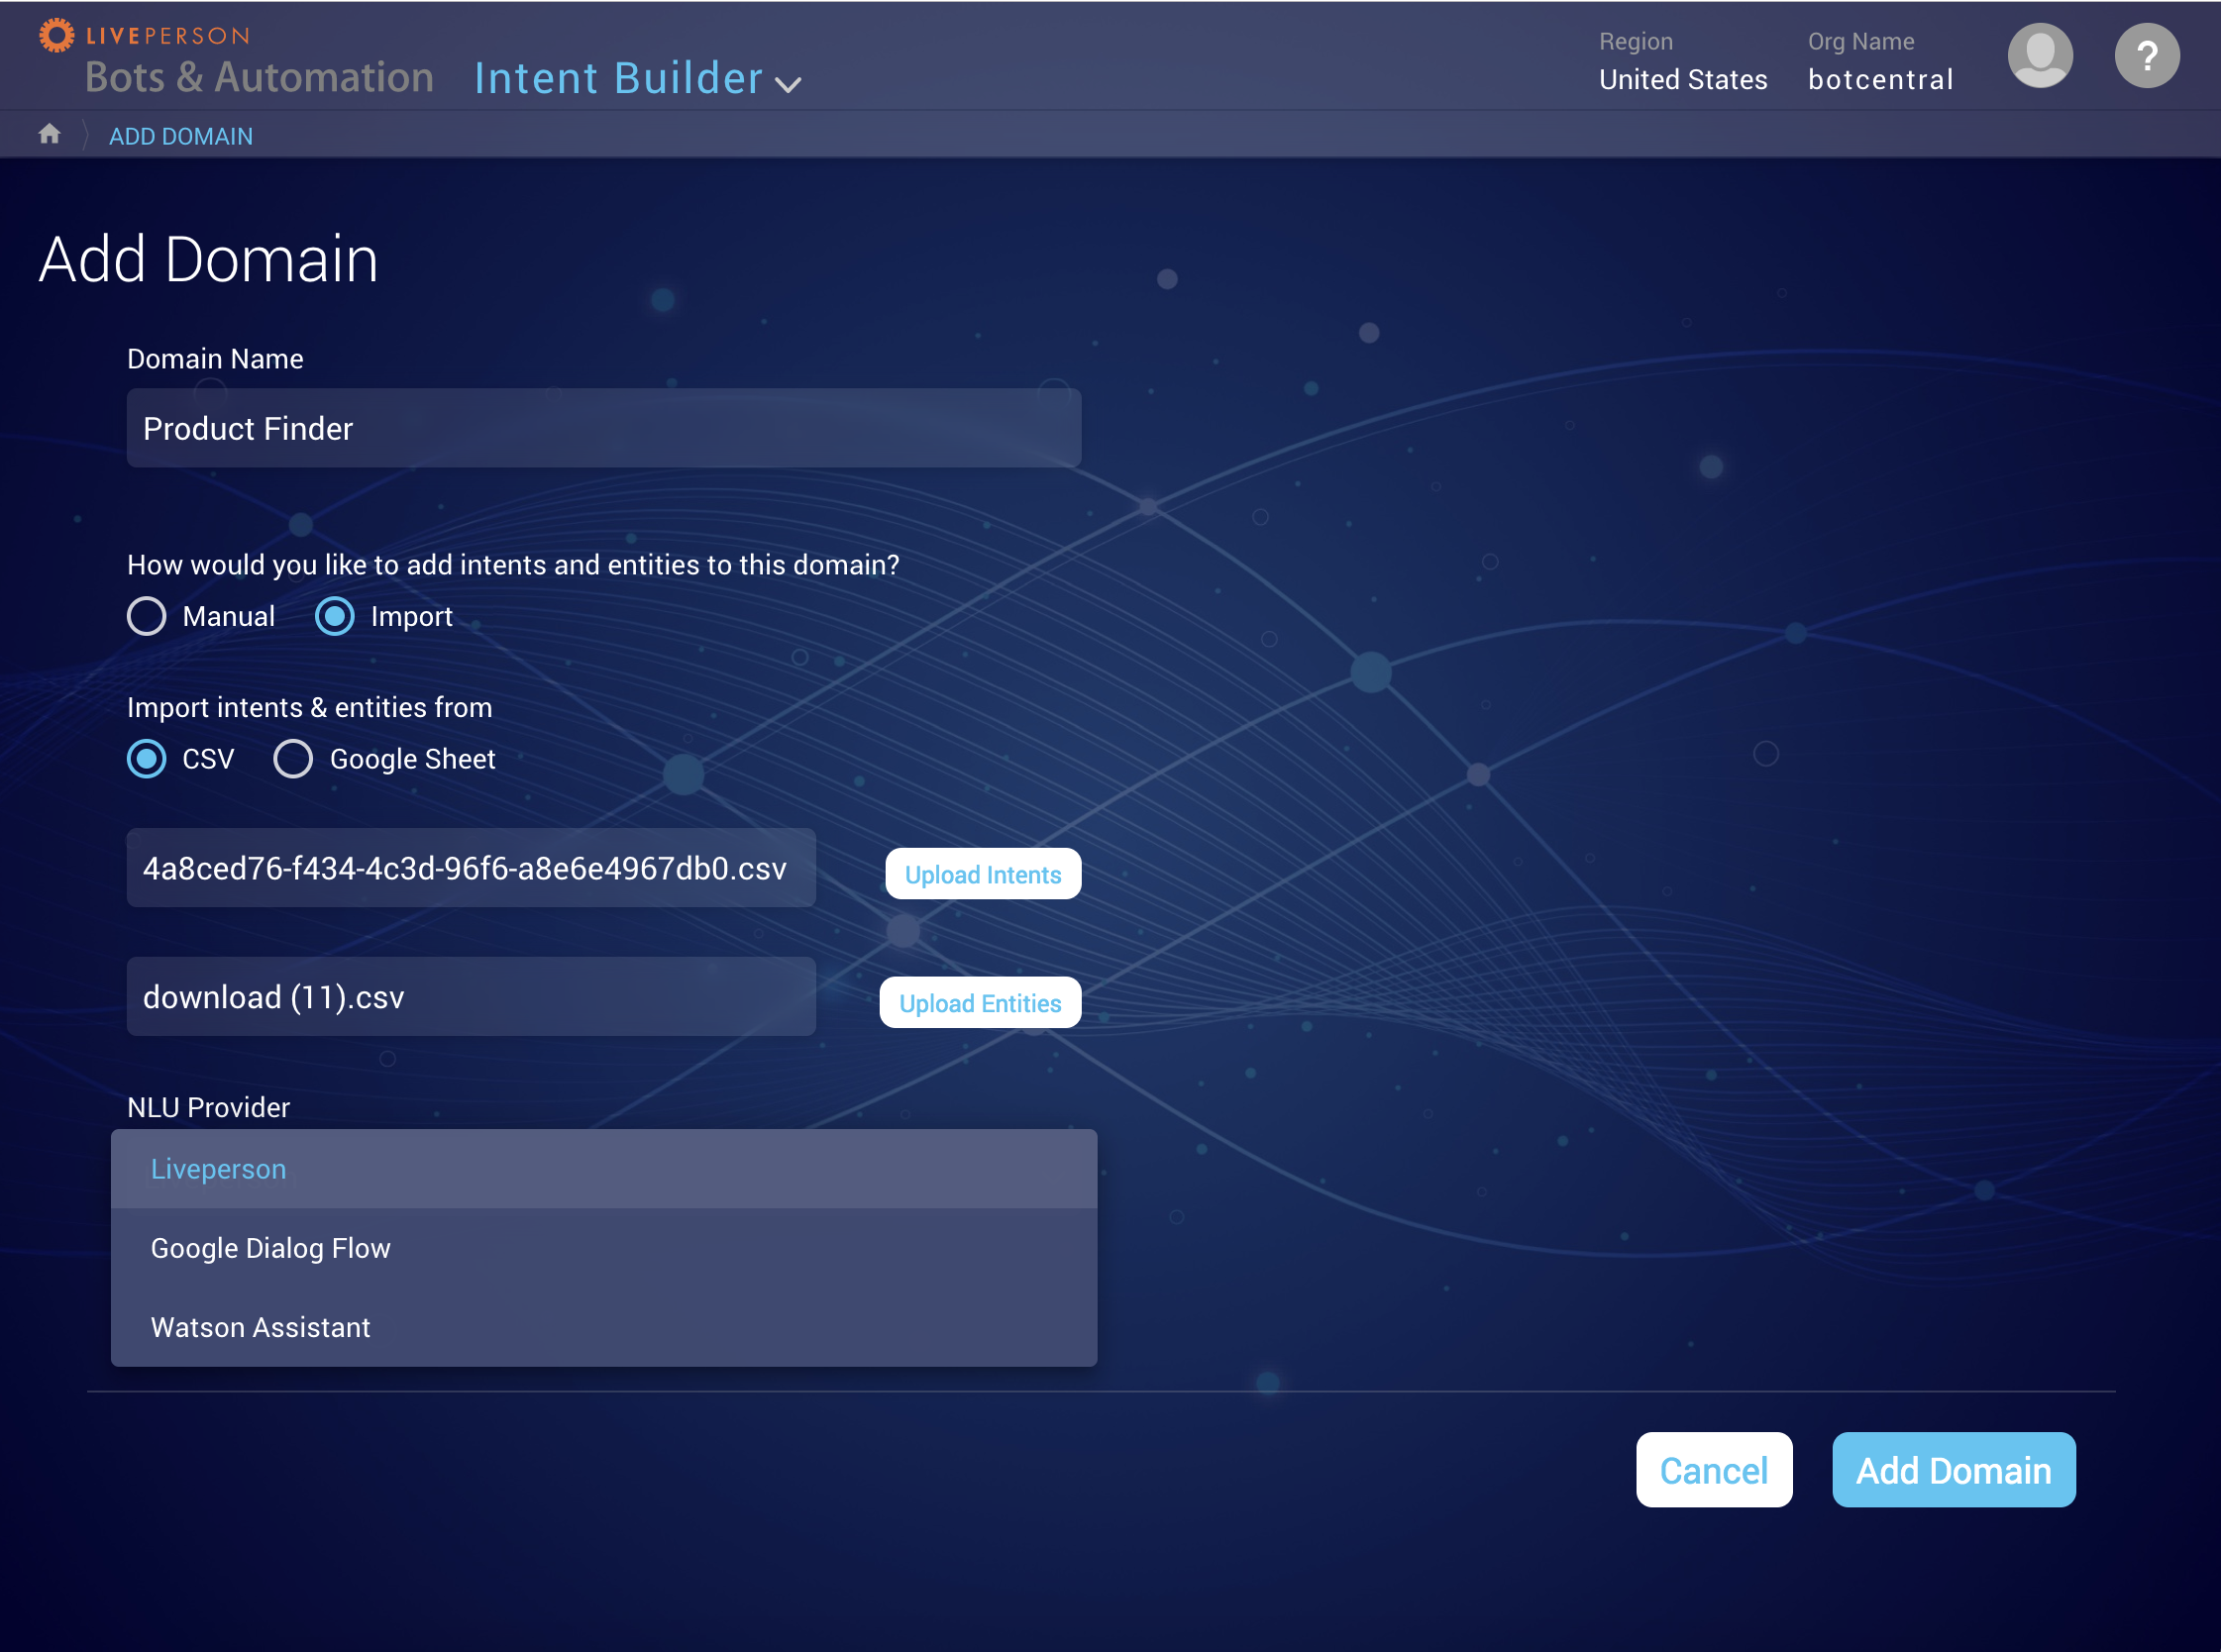 LIVEPERSON
Bots & Automation Intent Builder
Region
United States
Org Name
botcentral
?
ADD DOMAIN
Add Domain
Domain Name
Product Finder
How would you like to add intents and entities to this domain?
Manual Import
Import intents & entities from
CSV Google Sheet
4a8ced76-f434-4c3d-96f6-a8e6e4967db0.csv Upload Intents
download (11).csv Upload Entities
NLU Provider
Liveperson
Google Dialog Flow
Watson Assistant
Cancel Add Domain